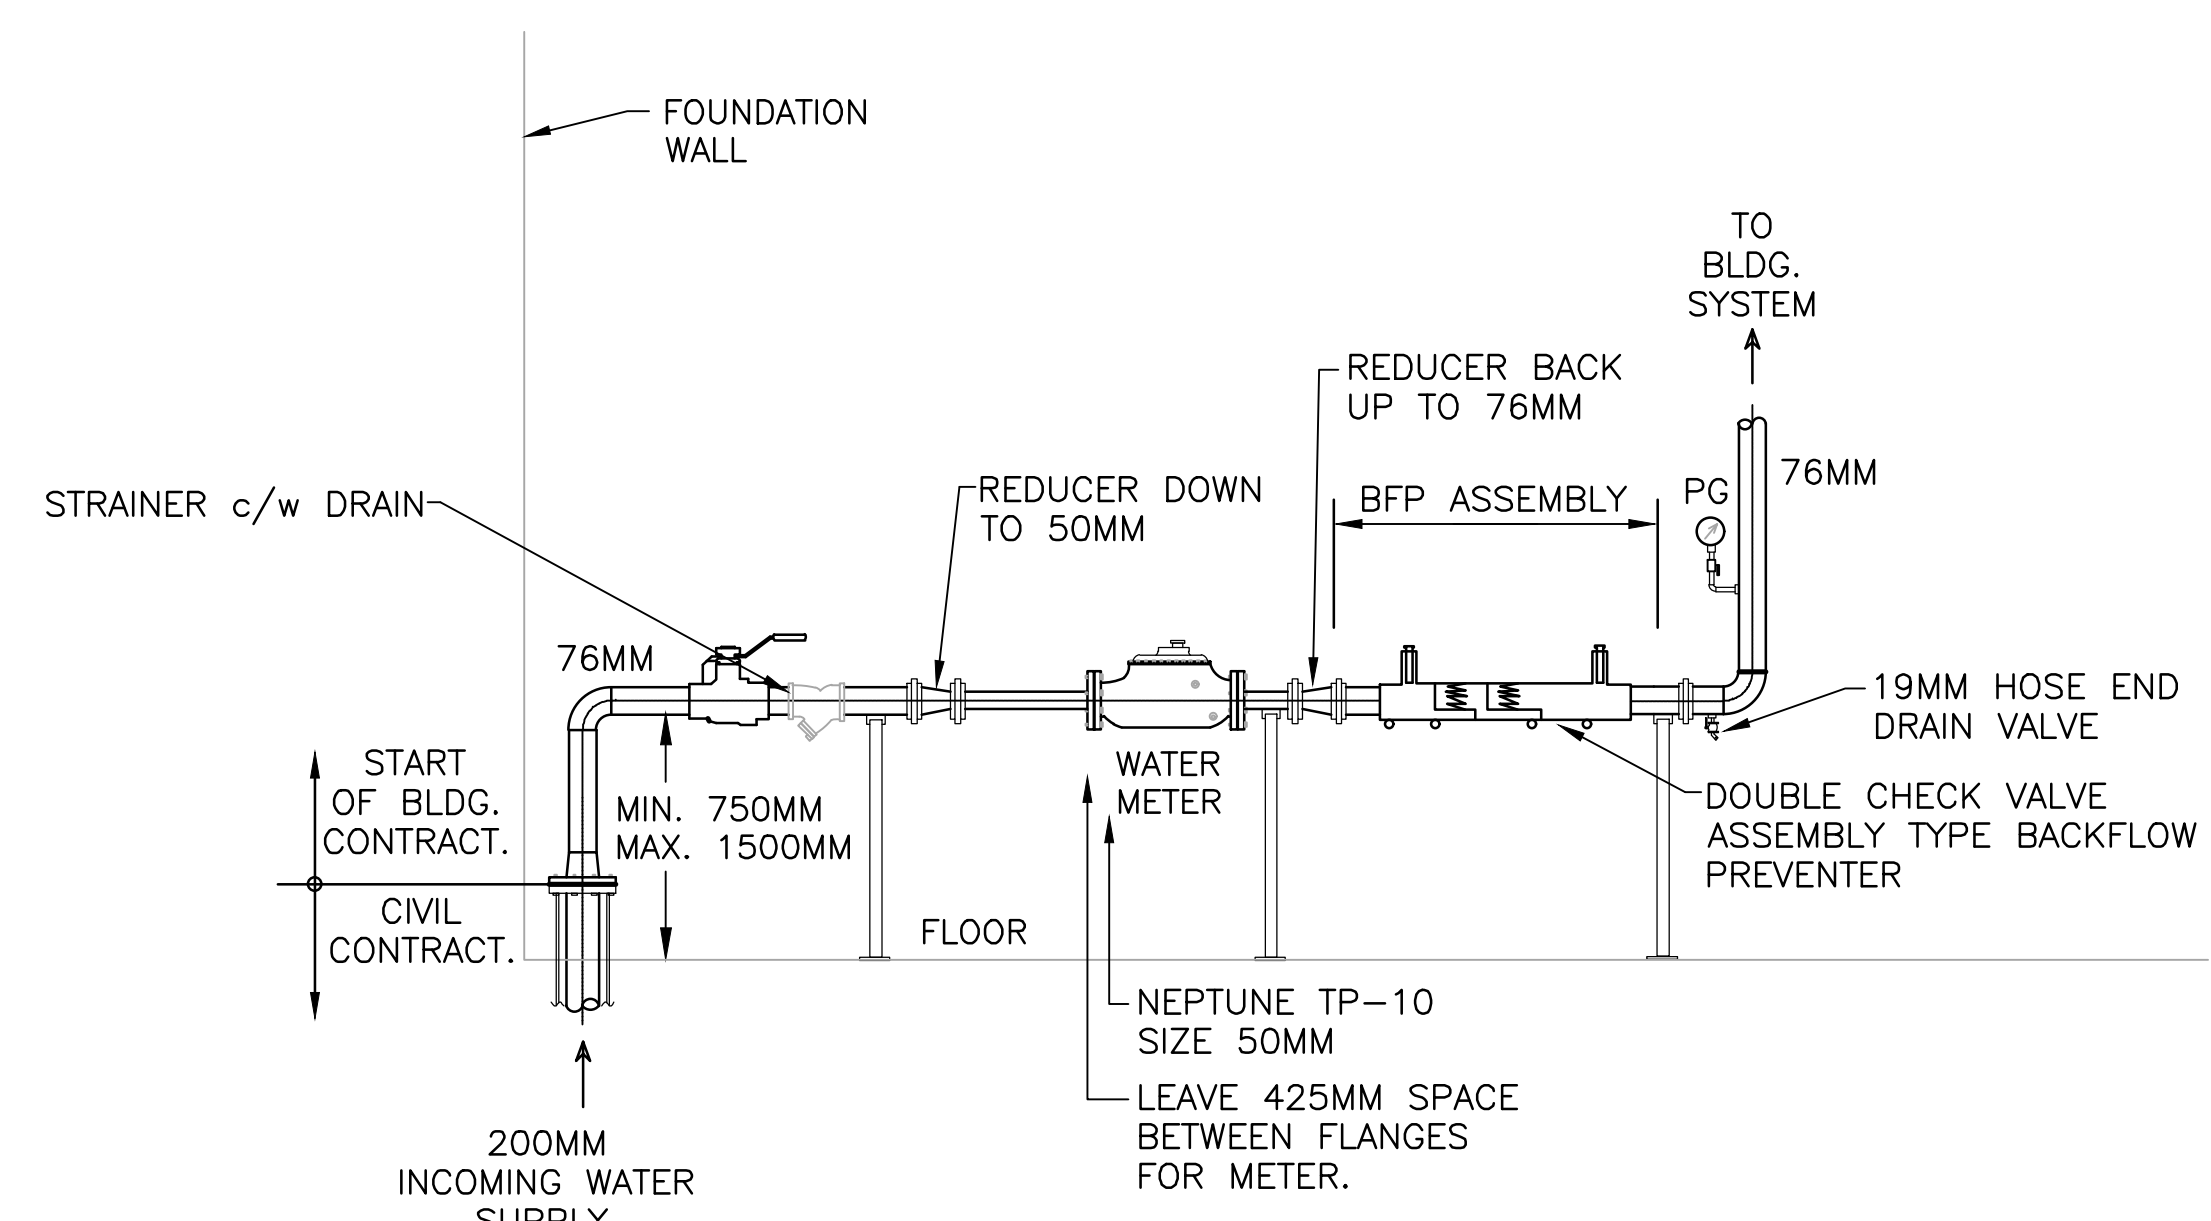 FOUNDATION
WALL
TO
BLDG.
SYSTEM
REDUCER BACK
UP TO 76MM
76MM
PG
BFP ASSEMBLY
REDUCER DOWN
TO 50MM
STRAINER c/w DRAIN
76MM
19MM HOSE END
DRAIN VALVE
START
OF BLDG.
CONTRACT.
MIN. 750MM
MAX. 1500MM
WATER
METER
DOUBLE CHECK VALVE
ASSEMBLY TYPE BACKFLOW
PREVENTER
CIVIL
CONTRACT.
FLOOR
NEPTUNE TP-10
SIZE 50MM
LEAVE 425MM SPACE
BETWEEN FLANGES
FOR METER.
200MM
INCOMING WATER
SUPPLY